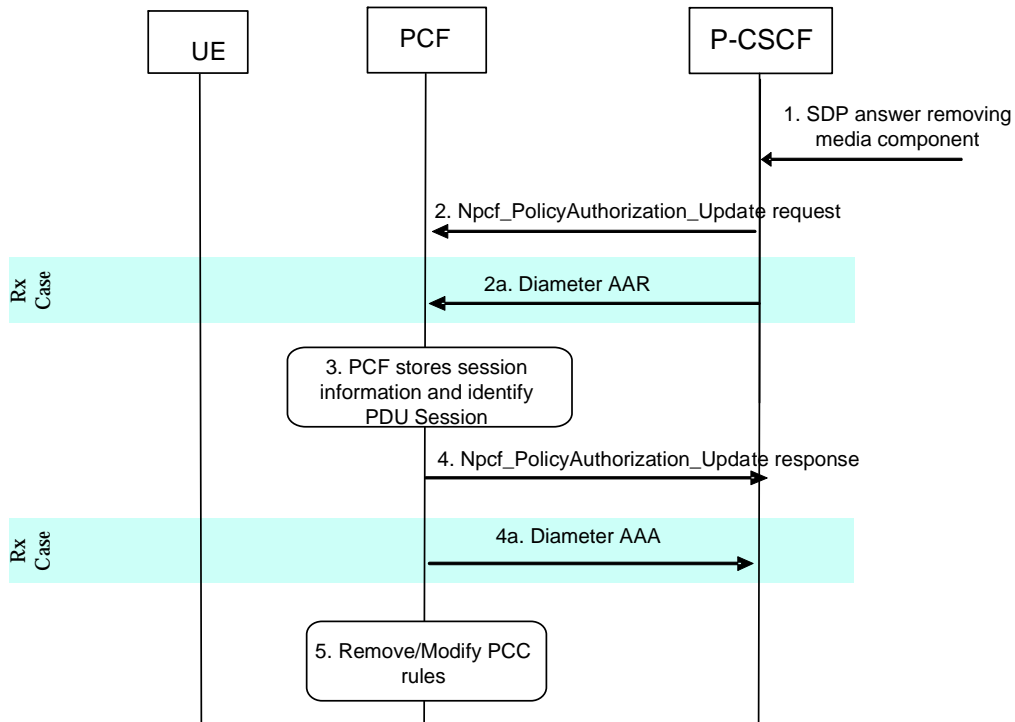 UE
PCF
P-CSCF
1. SDP answer removing
media component
2. Npcf_PolicyAuthorization_Update request
Rx
Case
2a. Diameter AAR
3. PCF stores session
information and identify
PDU Session
4. Npcf_PolicyAuthorization_Update response
Rx
Case
4a. Diameter AAA
5. Remove/Modify PCC
rules